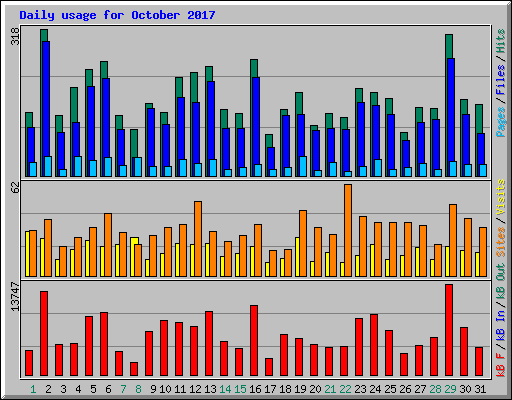 Daily usage for October 2017
318
Pages / Files / Hits
62
Sites / Visits
13747
kB F / kB In / kB Out
1 2 3 4 5 6 7 8 9 10 11 12 13 14 15 16 17 18 19 20 21 22 23 24 25 26 27 28 29 30 31